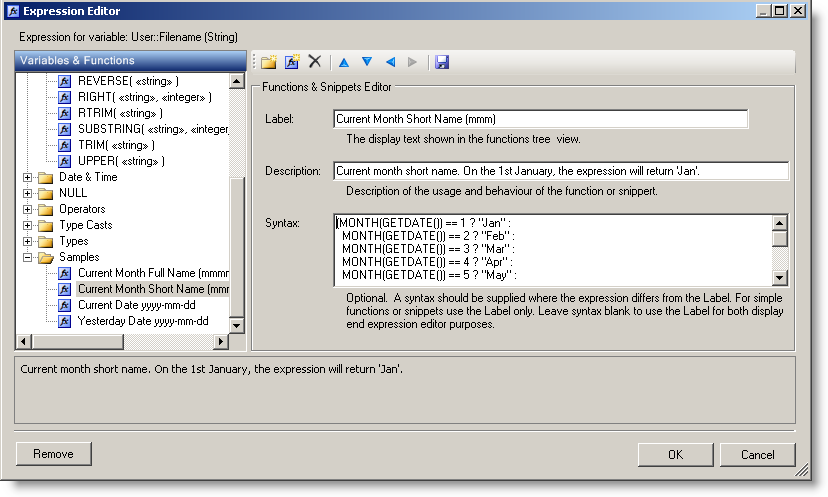 Expression Editor
Expression for variable: User::Filename (String)
Variables & Functions
REVERSE( «string» )
RIGHT( «string», «integer» )
RTRIM( «string» )
SUBSTRING( «string», «integer
TRIM( «string» )
UPPER( «string» )
Date & Time
NULL
Operators
Type Casts
Types
Samples
Current Month Full Name (mmm
Current Month Short Name (mmr
Current Date yyyy-mm-dd
Yesterday Date yyyy-mm-dd
Functions & Snippets Editor
Label:
Current Month Short Name (mmm)
The display text shown in the functions tree view.
Description:
Current month short name. On the 1st January, the expression will return 'Jan'.
Description of the usage and behaviour of the function or snippert.
Syntax:
(MONTH(GETDATE()) == 1 ? "Jan" :
MONTH(GETDATE()) == 2 ? "Feb" :
MONTH(GETDATE()) == 3 ? "Mar" :
MONTH(GETDATE()) == 4 ? "Apr" :
MONTH(GETDATE()) == 5 ? "May" :
Optional. A syntax should be supplied where the expression differs from the Label. For simple
functions or snippets use the Label only. Leave syntax blank to use the Label for both display
end expression editor purposes.
Current month short name. On the 1st January, the expression will return 'Jan'.
Remove
OK
Cancel